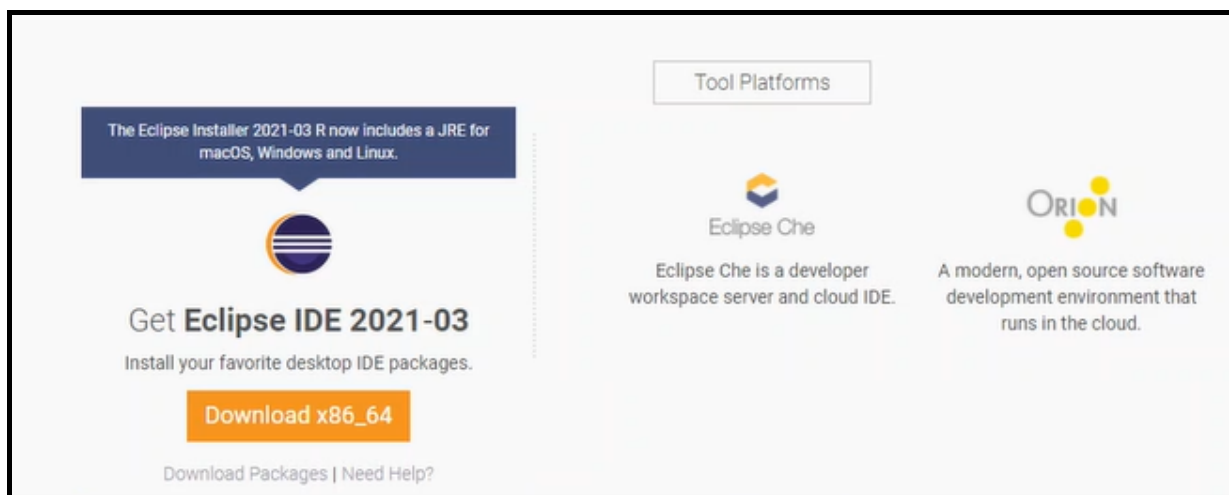 The Eclipse Installer 2021-03 R now includes a JRE for
macOS, Windows and Linux.
Get Eclipse IDE 2021-03
Install your favorite desktop IDE packages.
Download x86_64
Download Packages | Need Help?
Tool Platforms
Eclipse Che
Eclipse Che is a developer
workspace server and cloud IDE.
ORION
A modern, open source software
development environment that
runs in the cloud.